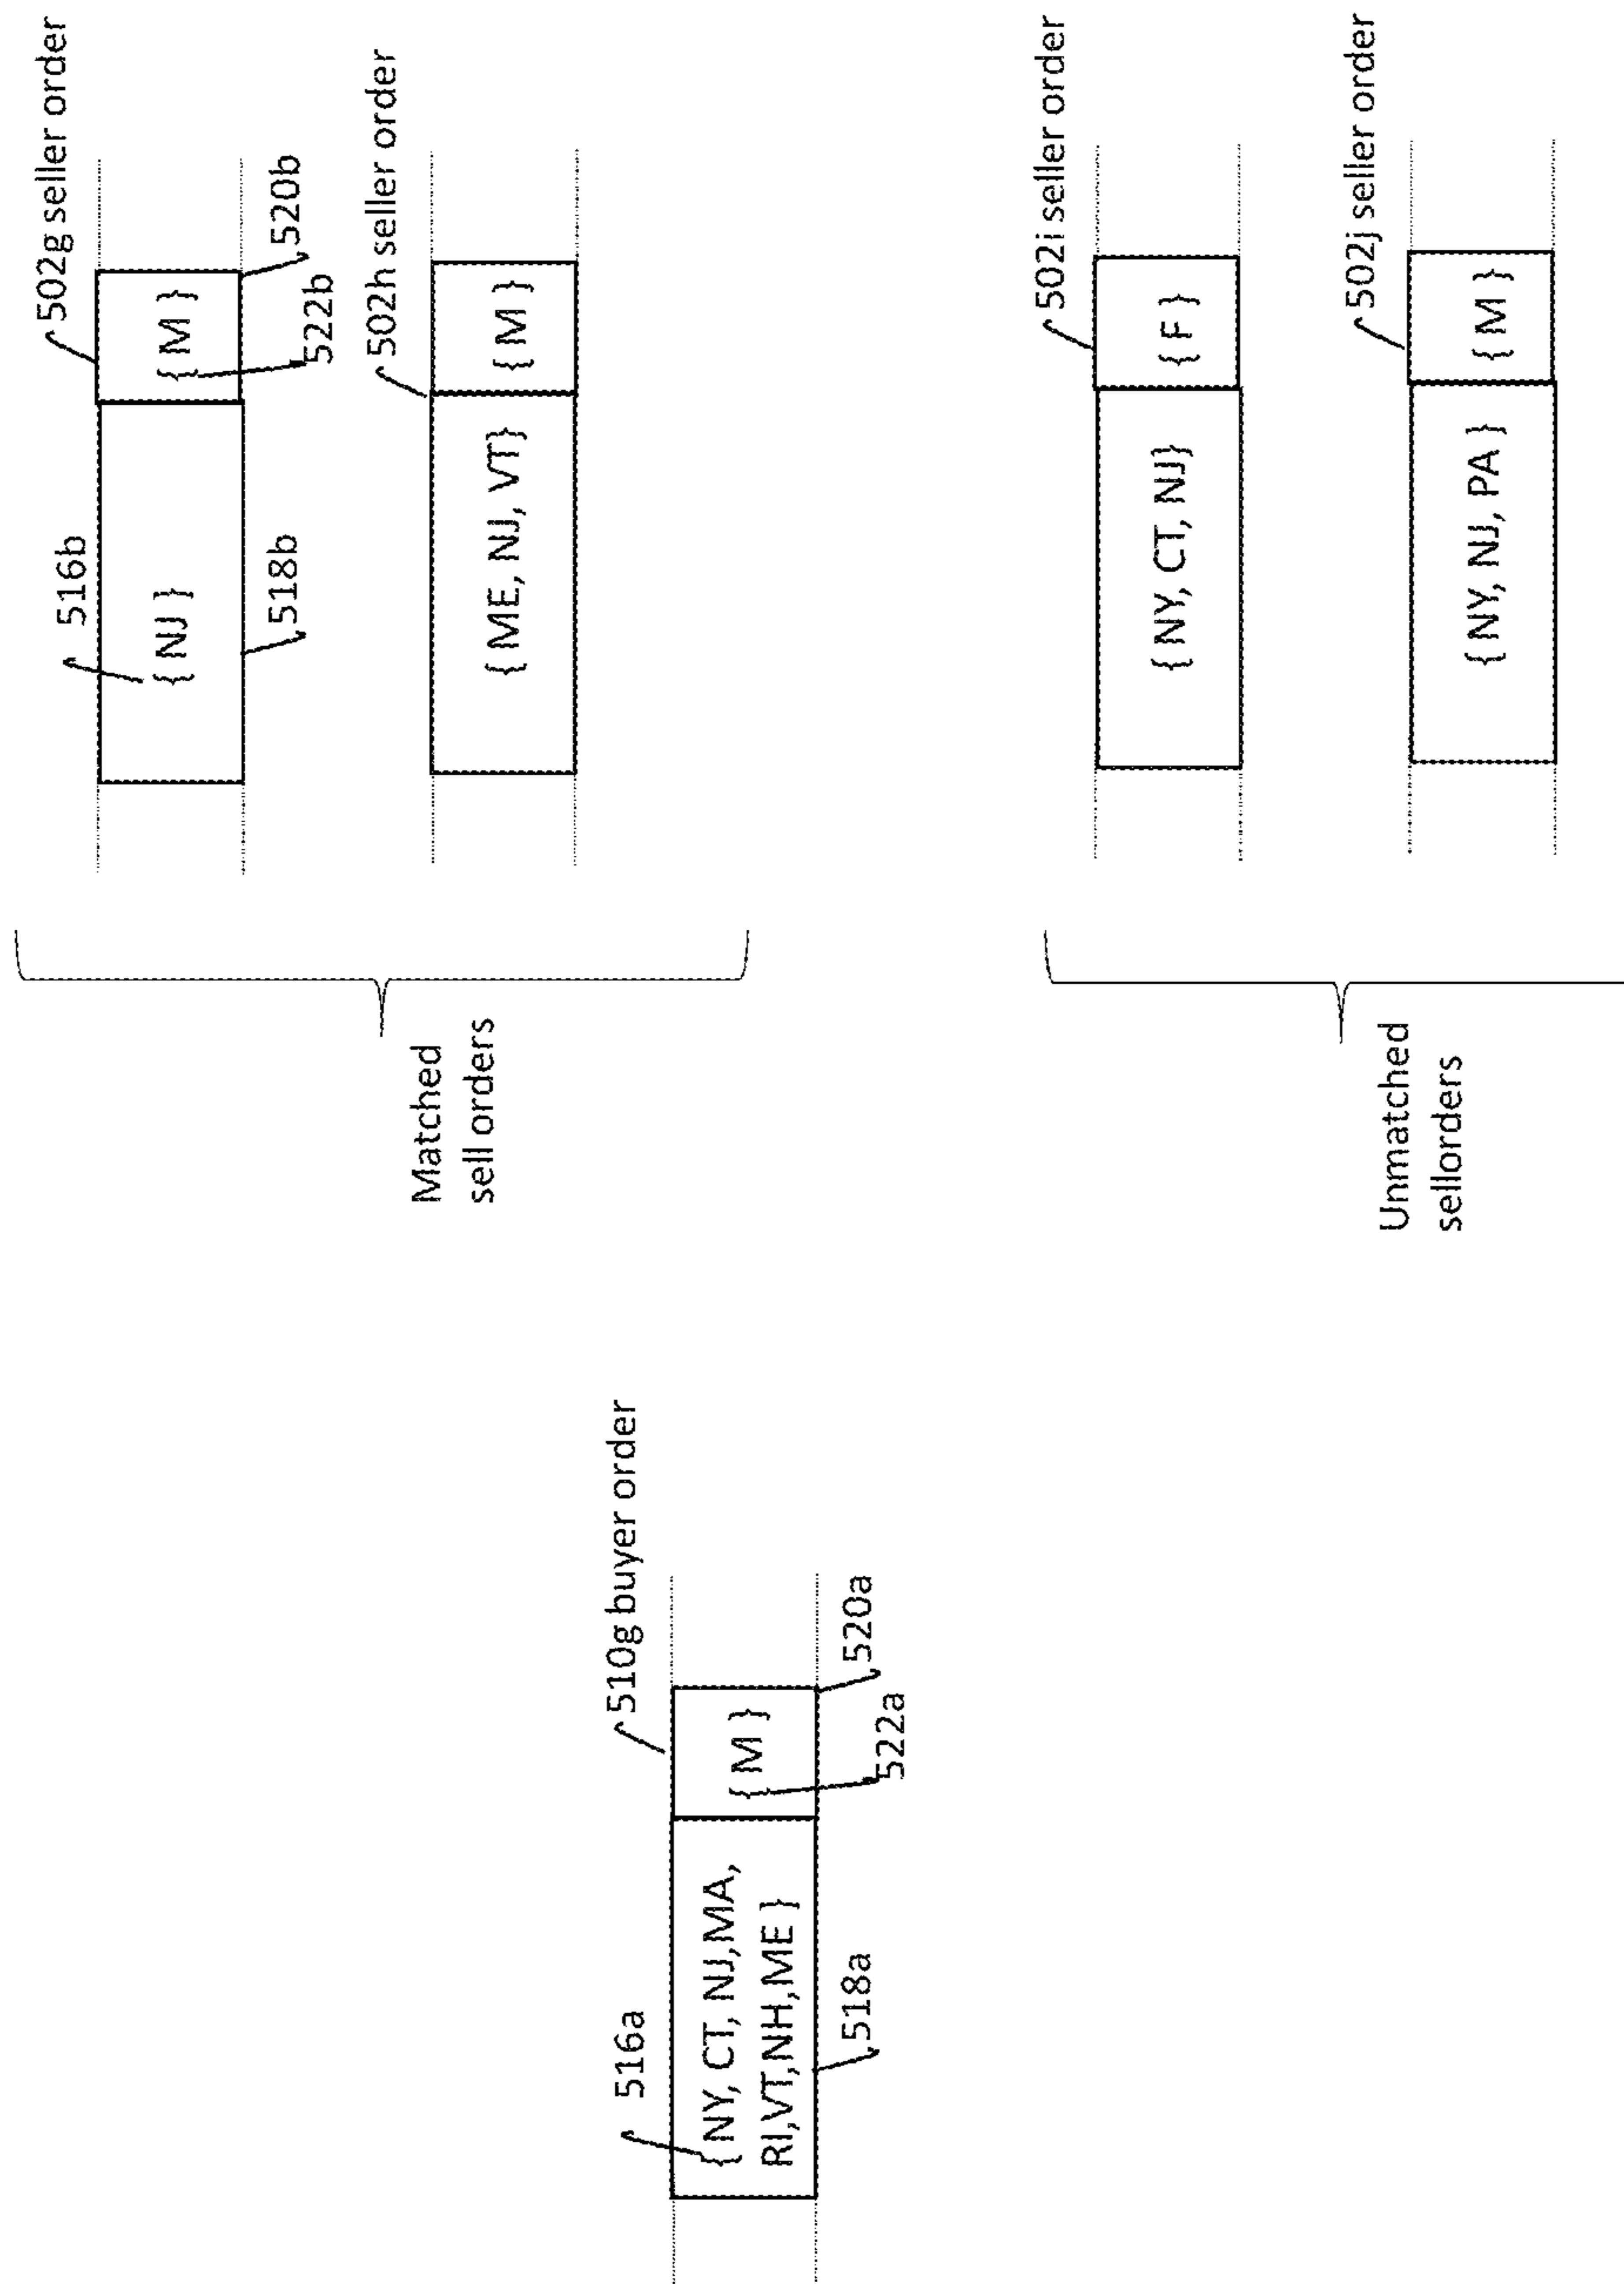 510g buyer order
516a
{ NY, CT, NJ,MA,
RI,VT,NH,ME }
{ M }
518a
522a
520a
Matched
sell orders
502g seller order
516b
{ NJ }
{ M }
518b
522b
520b
502h seller order
{ ME, NJ, VT}
{ M }
Unmatched
sellorders
502i seller order
{ NY, CT, NJ}
{ F }
502j seller order
{ NY, NJ, PA }
{ M }